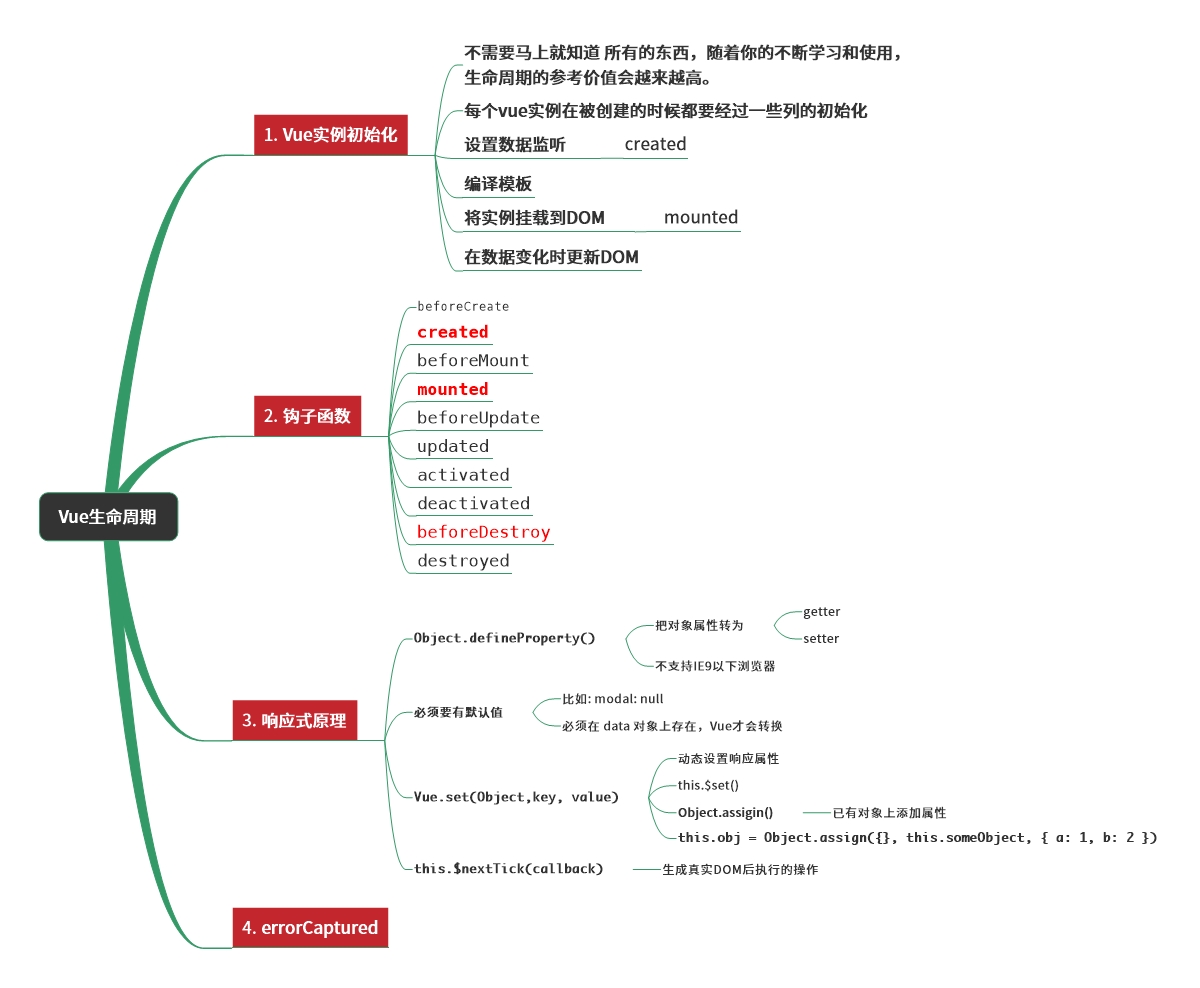 不需要马上就知道 所有的东西，随着你的不断学习和使用，
生命周期的参考价值会越来越高。
每个vue实例在被创建的时候都要经过一些列的初始化
1. Vue实例初始化
设置数据监听 created
编译模板
将实例挂载到DOM mounted
在数据变化时更新DOM
beforeCreate
created
beforeMount
mounted
2. 钩子函数
beforeUpdate
updated
activated
deactivated
beforeDestroy
destroyed
Vue生命周期
Object.defineProperty()
把对象属性转为
getter
setter
不支持IE9以下浏览器
3. 响应式原理
必须要有默认值
比如: modal: null
必须在 data 对象上存在，Vue才会转换
Vue.set(Object,key, value)
动态设置响应属性
this.$set()
Object.assigin() 已有对象上添加属性
this.obj = Object.assign({}, this.someObject, { a: 1, b: 2 })
this.$nextTick(callback) 生成真实DOM后执行的操作
4. errorCaptured